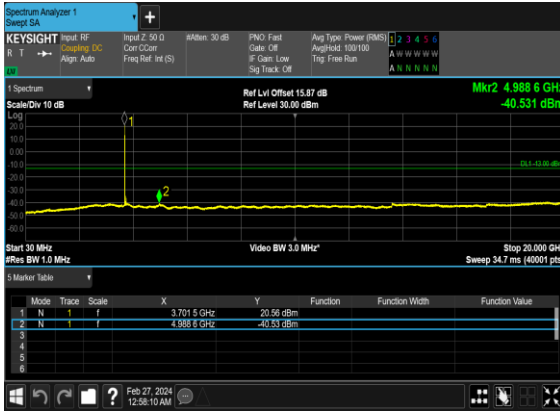 Spectrum Analyzer 1
Swept SA
+
KEYSIGHT Input: RF Input Z: 50 Ω #Atten: 30 dB PNO: Fast Avg Type: Power (RMS) 1 2 3 4 5 6
R T Coupling: DC Corr CCorr Gate: Off Avg|Hold: 100/100 A W W W W W
Align: Auto Freq Ref: Int (S) IF Gain: Low Trig: Free Run
Sig Track: Off A N N N N N
1 Spectrum Ref Lvl Offset 15.87 dB Mkr2 4.988 6 GHz
Scale/Div 10 dB Ref Level 30.00 dBm -40.531 dBm
Log
20.0
10.0
0.00
-10.0
-20.0
-30.0
-40.0
-50.0
-60.0
1
2
DL1 -13.00 dBm
Start 30 MHz Video BW 3.0 MHz* Stop 20.000 GHz
#Res BW 1.0 MHz Sweep 34.7 ms (40001 pts)
5 Marker Table
Mode Trace Scale X Y Function Function Width Function Value
1 N 1 f 3.701 5 GHz 20.56 dBm
2 N 1 f 4.988 6 GHz -40.53 dBm
3
4
5
6
? Feb 27, 2024
12:56:10 AM